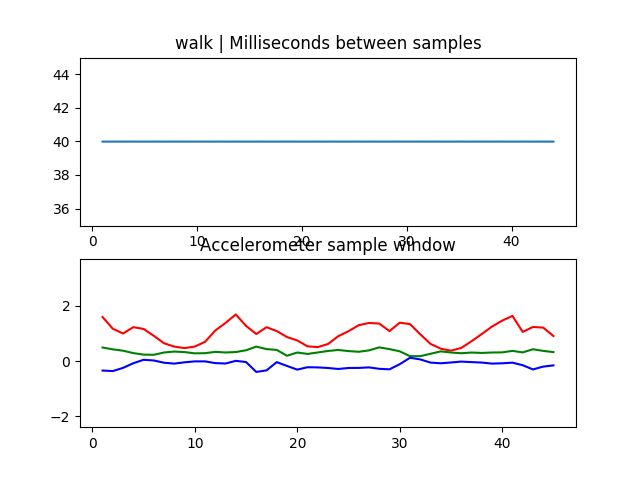 walk | Milliseconds between samples
44
42
40
38
36
0 10 20 30 40
Accelerometer sample window
2
0
−2
0 10 20 30 40